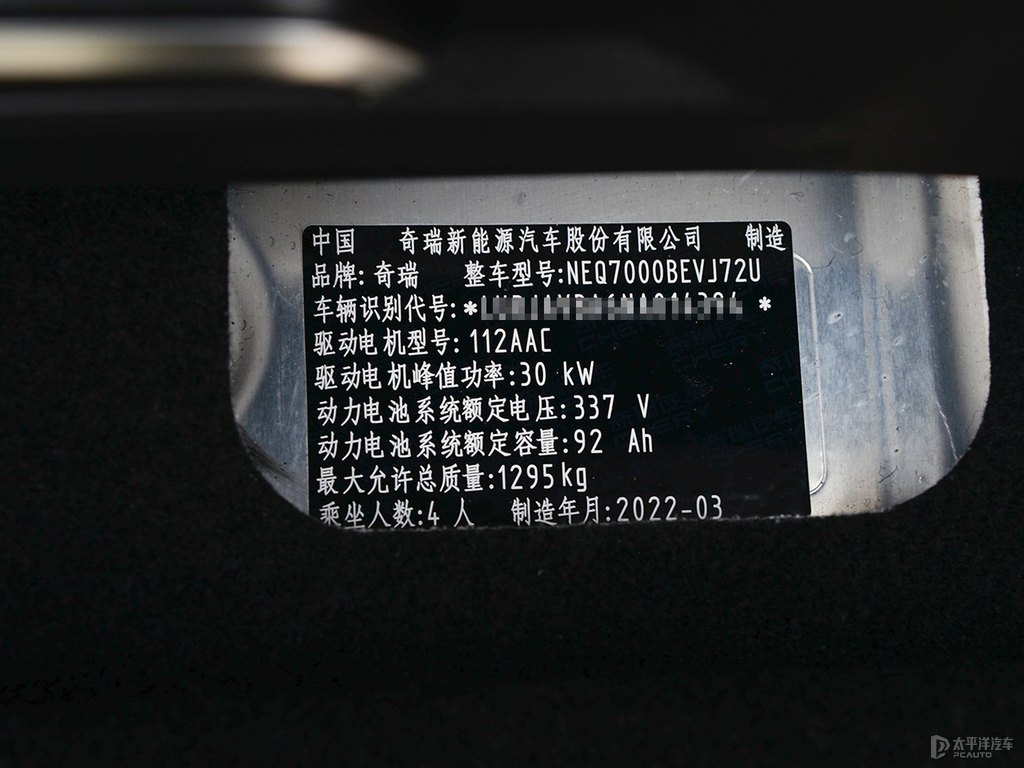 中国 奇瑞新能源汽车股份有限公司 制造
品牌: 奇瑞 整车型号:NEQ7000BEVJ72U
车辆识别代号:* *
驱动电机型号: 112AAC
驱动电机峰值功率:30 kW
动力电池系统额定电压:337 V
动力电池系统额定容量:92 Ah
最大允许总质量:1295kg
乘坐人数:4 人 制造年月:2022-03
太平洋汽车
PCAUTO